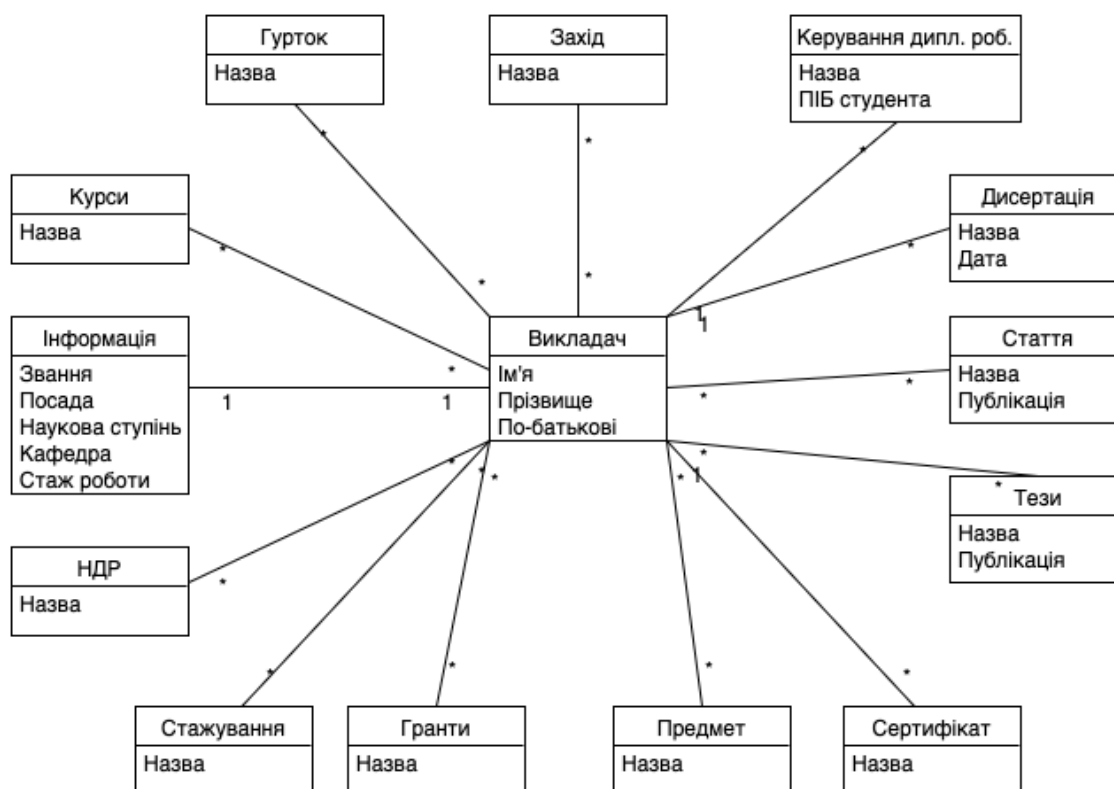 Гурток
Назва
Захід
Назва
Керування дипл. роб.
Назва
ПІБ студента
*
*
*
Курси
Назва
*
Дисертація
Назва
Дата
*
*
*
1
1
Інформація
Звання
Посада
Наукова ступінь
Кафедра
Стаж роботи
1
1
*
Викладач
Ім'я
Прізвище
По-батькові
Стаття
Назва
Публікація
*
*
*
*
*
*
*
1
*
Тези
Назва
Публікація
НДР
Назва
*
*
*
*
*
Стажування
Назва
Гранти
Назва
Предмет
Назва
Сертифікат
Назва